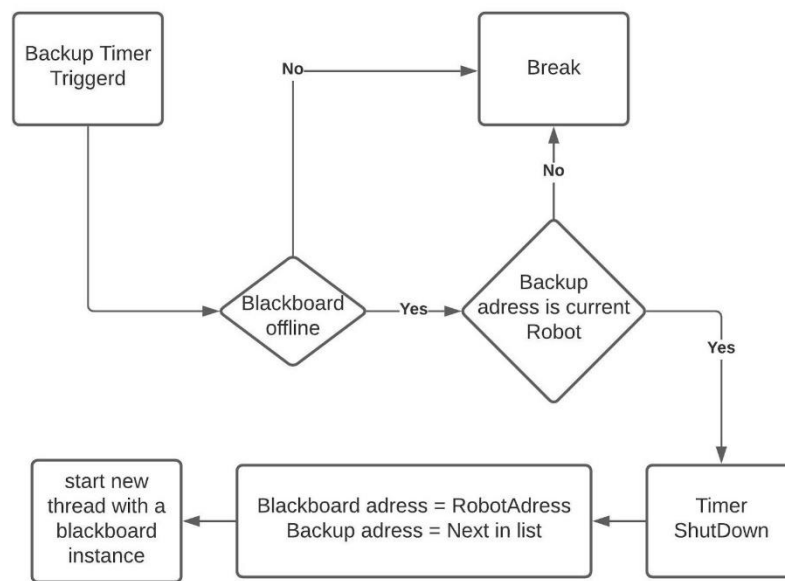 Backup Timer
Triggerd
No
Break
No
Blackboard
offline
Yes
Backup
adress is current
Robot
Yes
start new
thread with a
blackboard
instance
Blackboard adress = RobotAdress
Backup adress = Next in list
Timer
ShutDown